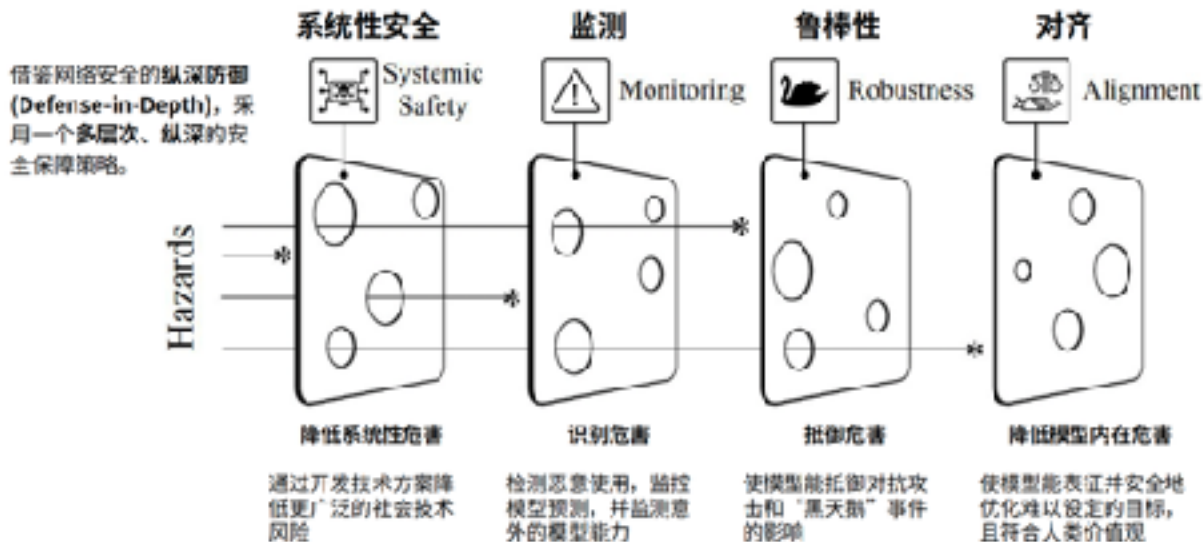 系统性安全
监测
鲁棒性
对齐
借鉴网络安全的纵深防御
(Defense-in-Depth)，采
用一个多层次、纵深的安
全保障策略。
Systemic
Safety
Monitoring
Robustness
Alignment
Hazards
降低系统性危害
识别危害
抵御危害
降低模型内在危害
通过开发技术方案降
低更广泛的社会技术
风险
检测恶意使用，监控
模型预测，并监测意
外的模型能力
使模型能抵御对抗攻
击和“黑天鹅”事件
的影响
使模型能表征并安全地
优化难以设定的目标，
且符合人类价值观